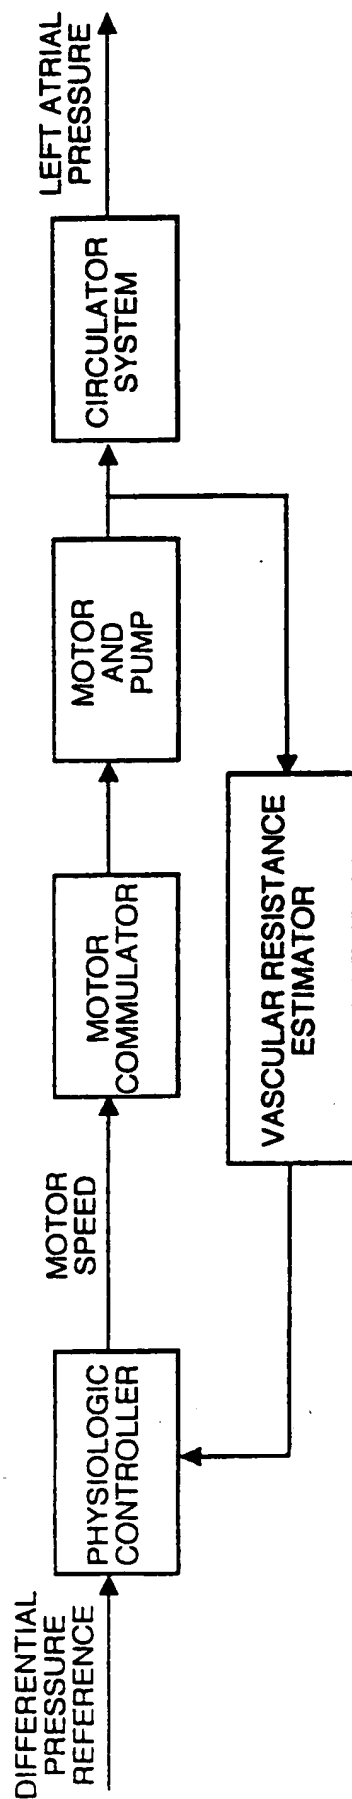 DIFFERENTIAL
PRESSURE
REFERENCE
PHYSIOLOGIC
CONTROLLER
MOTOR
SPEED
MOTOR
COMMULATOR
MOTOR
AND
PUMP
CIRCULATOR
SYSTEM
LEFT ATRIAL
PRESSURE
VASCULAR RESISTANCE
ESTIMATOR